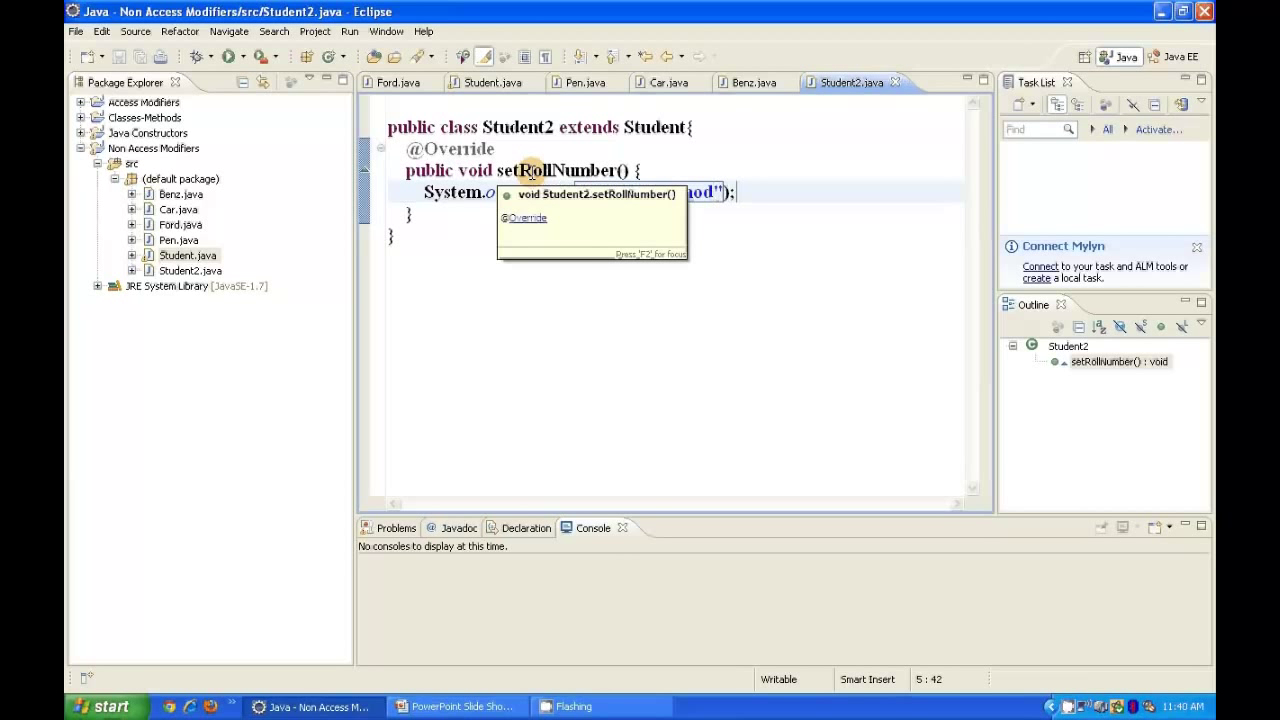 Java - Non Access Modifiers/src/Student2.java - Eclipse
File Edit Source Refactor Navigate Search Project Run Window Help
Java Java EE
Package Explorer
Ford.java Student.java Pen.java Car.java Benz.java Student2.java
Task List
Access Modifiers
Classes-Methods
Java Constructors
Non Access Modifiers
src
(default package)
Benz.java
Car.java
Ford.java
Pen.java
Student.java
Student2.java
JRE System Library [JavaSE-1.7]
public class Student2 extends Student{
@Override
public void setRollNumber() {
System.o
void Student2.setRollNumber()
");
@Override
Press 'F2' for focus
}
}
Find All Activate...
Connect Mylyn
Connect to your task and ALM tools or
create a local task.
Outline
Student2
setRollNumber() : void
Problems Javadoc Declaration Console
No consoles to display at this time.
Writable Smart Insert 5 : 42
start Java - Non Access M... PowerPoint Slide Sho... Flashing 11:40 AM